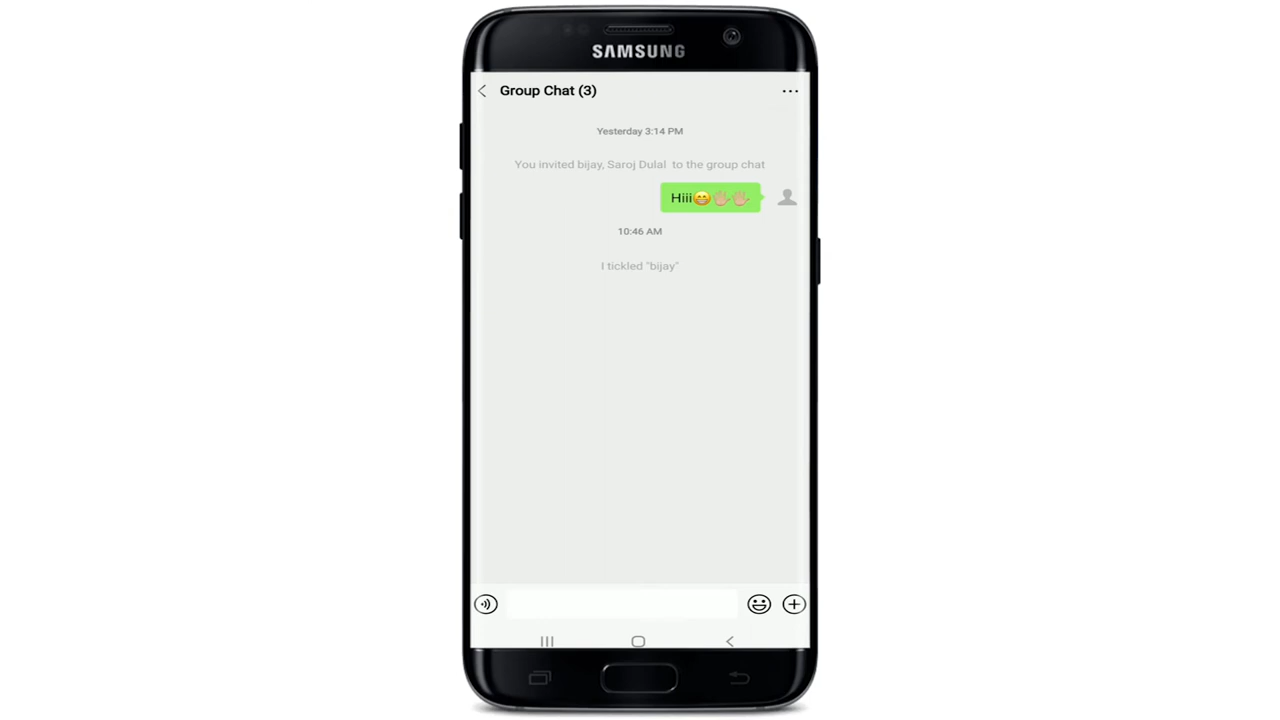 SAMSUNG
Group Chat (3)
Yesterday 3:14 PM
You invited bijay, Saroj Dulal to the group chat
Hiii😁🖐🏼🖐🏼
10:46 AM
I tickled "bijay"